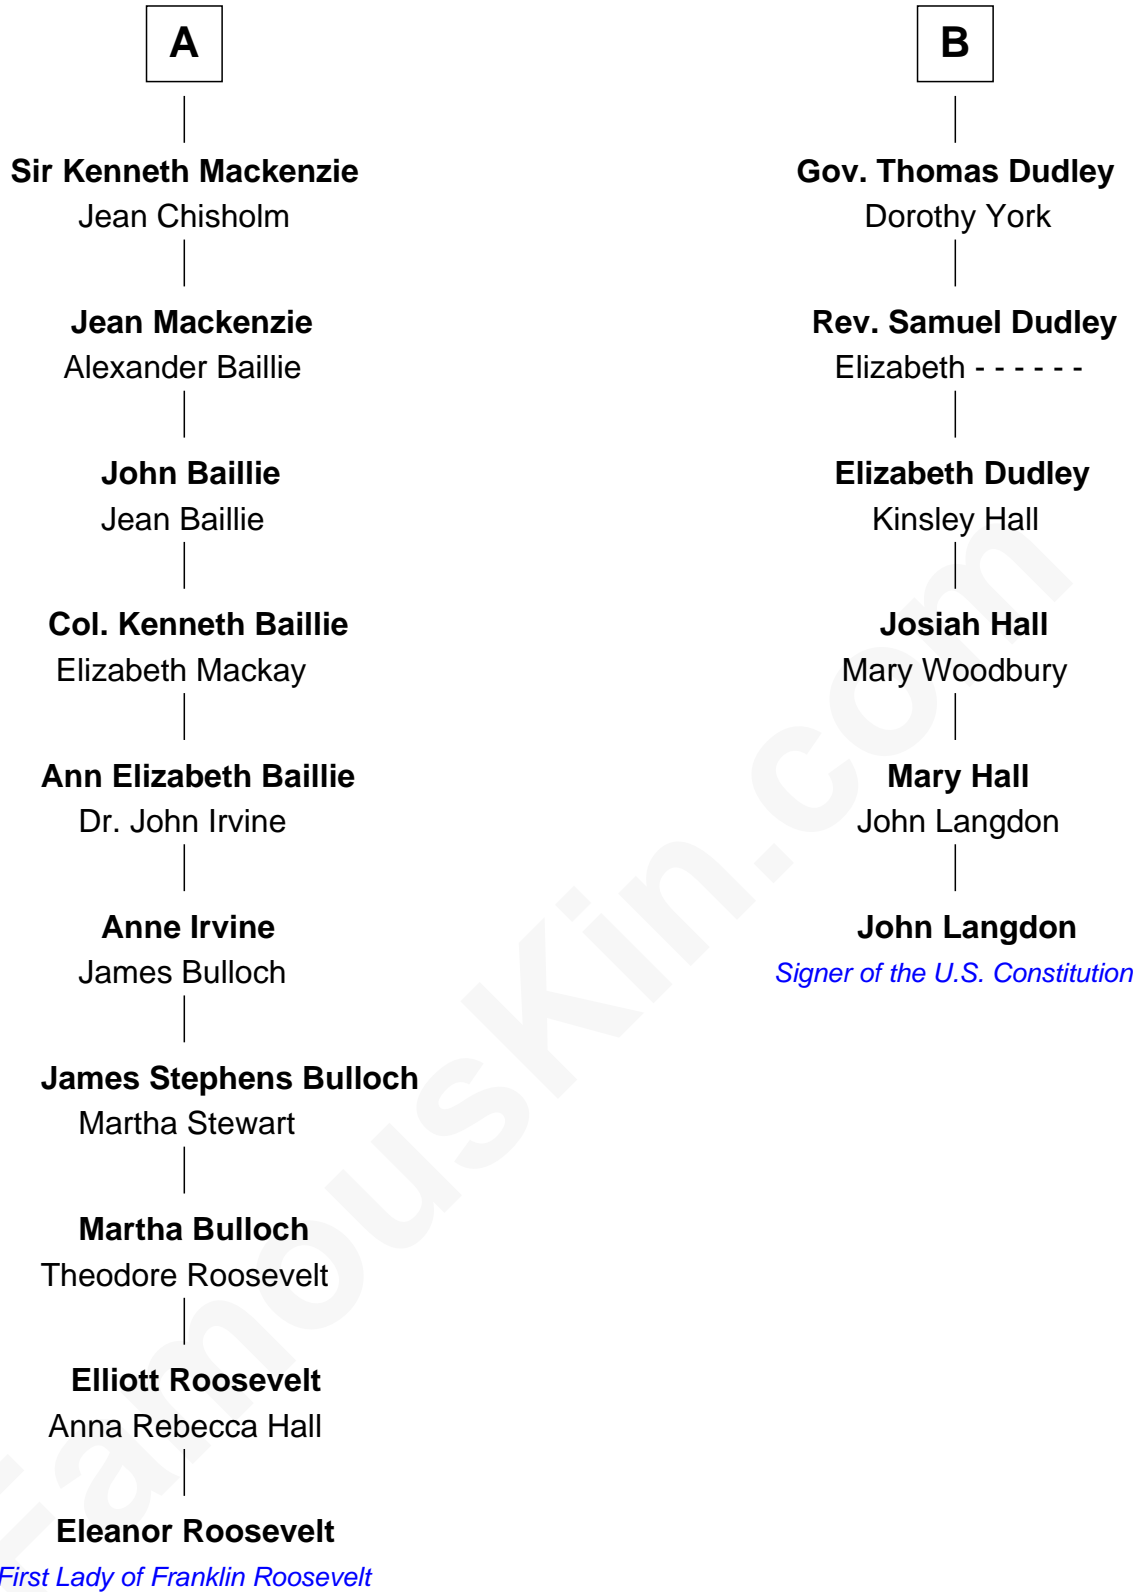 A
Sir Kenneth Mackenzie
Jean Chisholm
Jean Mackenzie
Alexander Baillie
John Baillie
Jean Baillie
Col. Kenneth Baillie
Elizabeth Mackay
Ann Elizabeth Baillie
Dr. John Irvine
Anne Irvine
James Bulloch
James Stephens Bulloch
Martha Stewart
Martha Bulloch
Theodore Roosevelt
Elliott Roosevelt
Anna Rebecca Hall
Eleanor Roosevelt
First Lady of Franklin Roosevelt
B
Gov. Thomas Dudley
Dorothy York
Rev. Samuel Dudley
Elizabeth - - - - - -
Elizabeth Dudley
Kinsley Hall
Josiah Hall
Mary Woodbury
Mary Hall
John Langdon
John Langdon
Signer of the U.S. Constitution
FamousKin.com